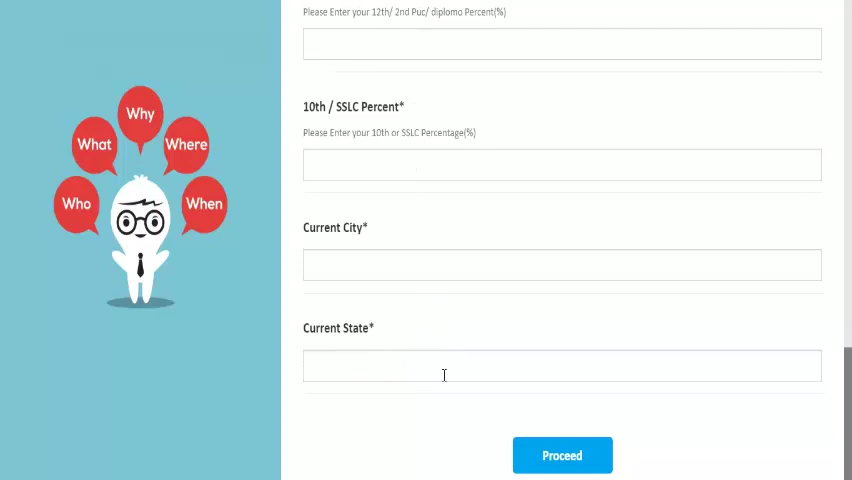 Please Enter your 12th/ 2nd Puc/ diplomo Percent(%)
10th / SSLC Percent*
Please Enter your 10th or SSLC Percentage(%)
Why
What
Where
Who
When
Current City*
Current State*
Proceed